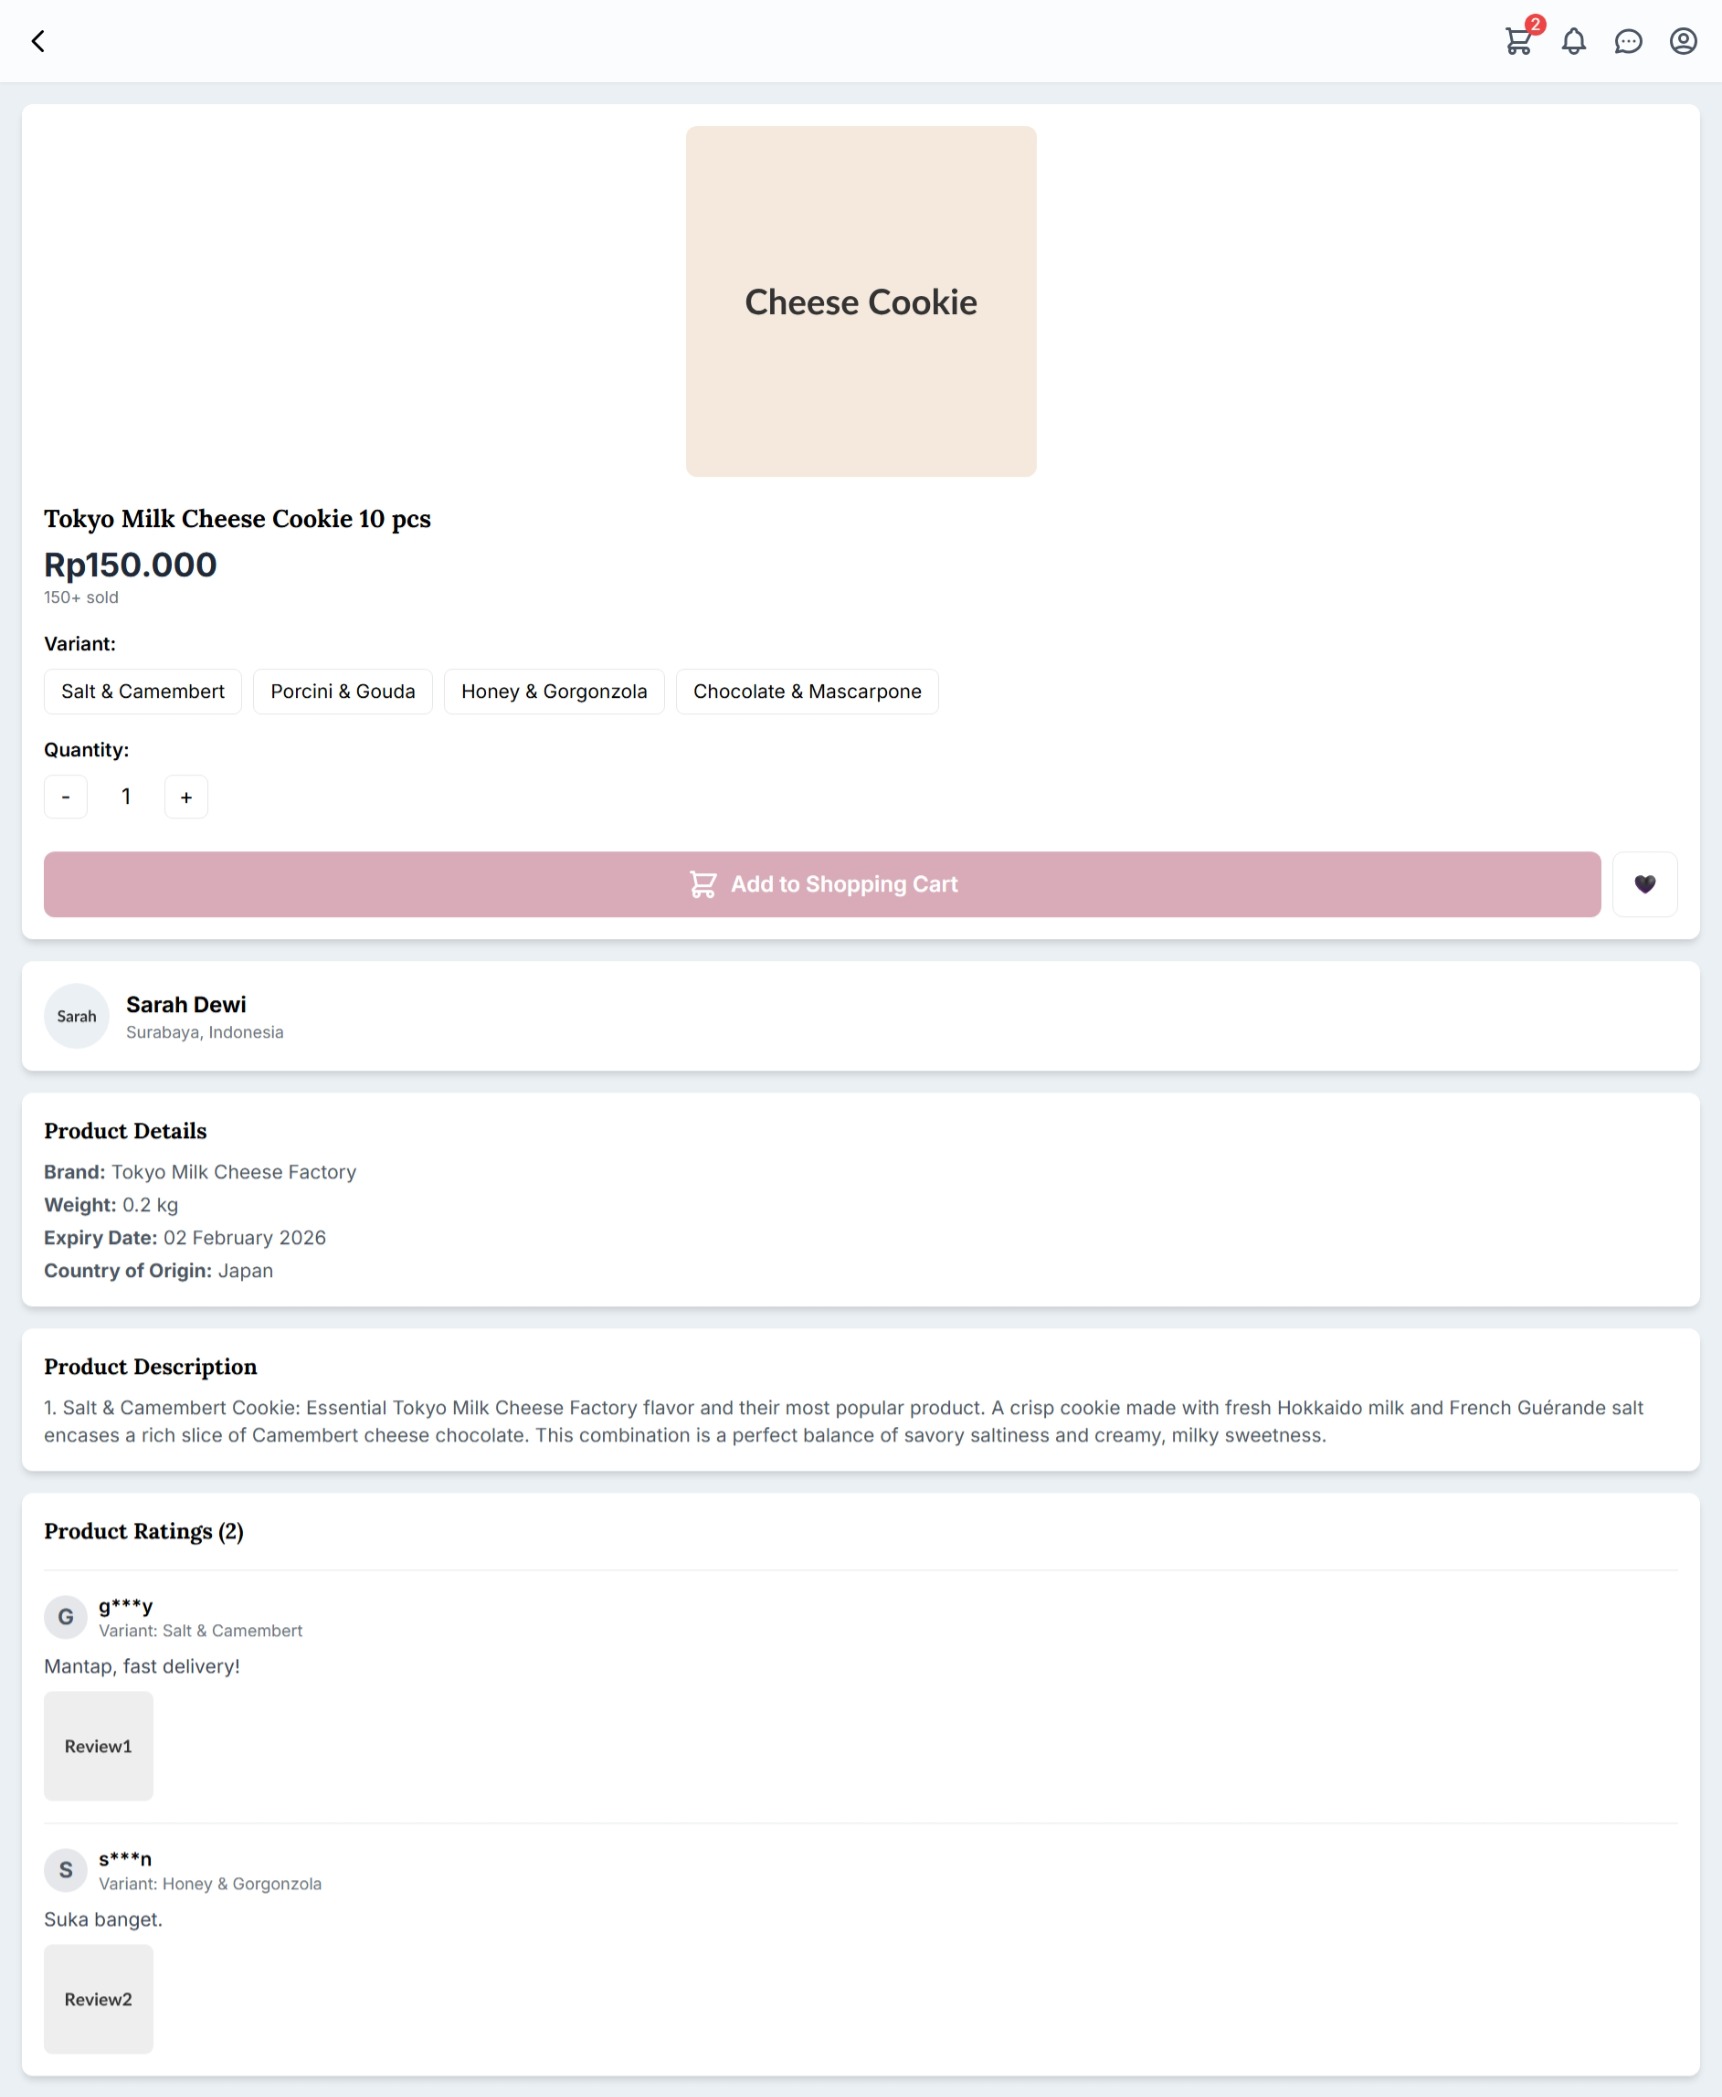 2
Cheese Cookie
Tokyo Milk Cheese Cookie 10 pcs
Rp150.000
150+ sold
Variant:
Salt & Camembert
Porcini & Gouda
Honey & Gorgonzola
Chocolate & Mascarpone
Quantity:
- 1 +
Add to Shopping Cart
Sarah
Sarah Dewi
Surabaya, Indonesia
Product Details
Brand: Tokyo Milk Cheese Factory
Weight: 0.2 kg
Expiry Date: 02 February 2026
Country of Origin: Japan
Product Description
1. Salt & Camembert Cookie: Essential Tokyo Milk Cheese Factory flavor and their most popular product. A crisp cookie made with fresh Hokkaido milk and French Guérande salt
encases a rich slice of Camembert cheese chocolate. This combination is a perfect balance of savory saltiness and creamy, milky sweetness.
Product Ratings (2)
G
g***y
Variant: Salt & Camembert
Mantap, fast delivery!
Review1
S
s***n
Variant: Honey & Gorgonzola
Suka banget.
Review2